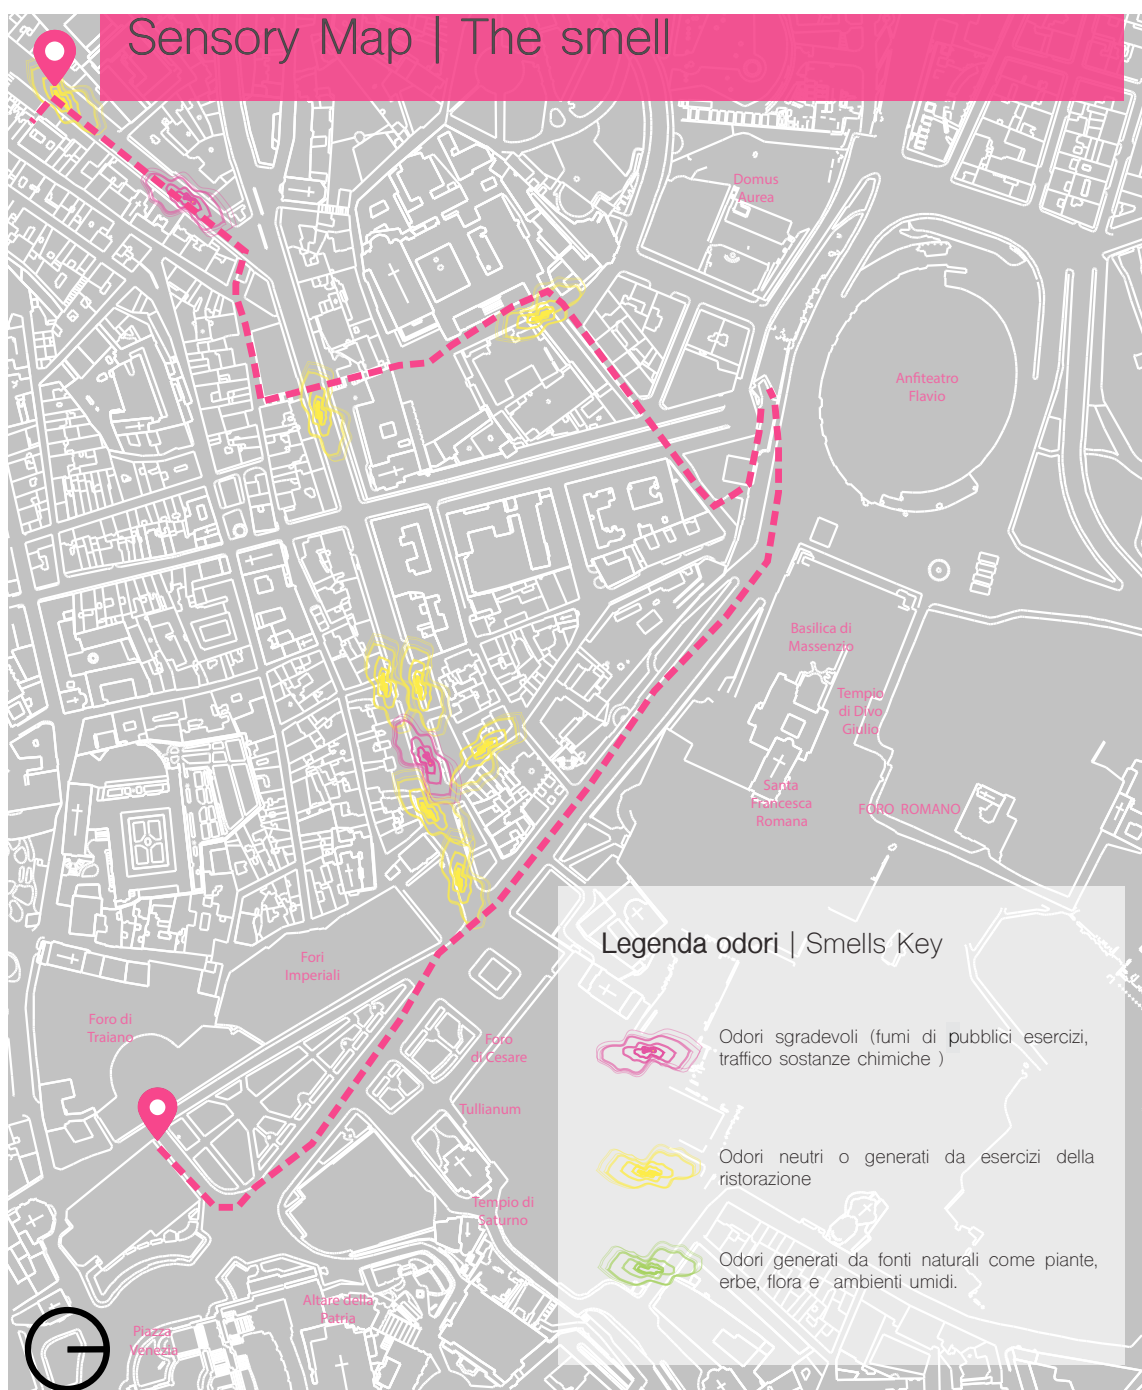 Sensory Map | The smell
Domus
Aurea
Anfiteatro
Flavio
Basilica di
Massenzio
Tempio
di Divo
Giulio
Santa
Francesca
Romana
FORO ROMANO
Fori
Imperiali
Foro di
Traiano
Foro
di Cesare
Tullianum
Tempio di
Saturno
Altare della
Patria
Piazza
Venezia
Legenda odori | Smells Key
Odori sgradevoli (fumi di pubblici esercizi,
traffico sostanze chimiche )
Odori neutri o generati da esercizi della
ristorazione
Odori generati da fonti naturali come piante,
erbe, flora e ambienti umidi.